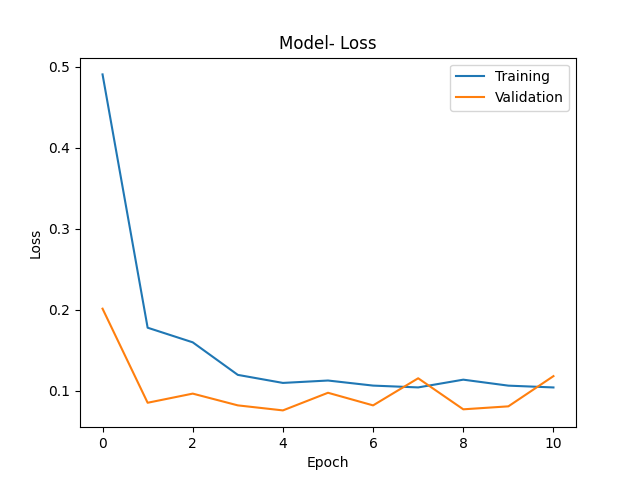 Model- Loss
Training
Validation
0.5
0.4
0.3
0.2
0.1
Loss
0 2 4 6 8 10
Epoch